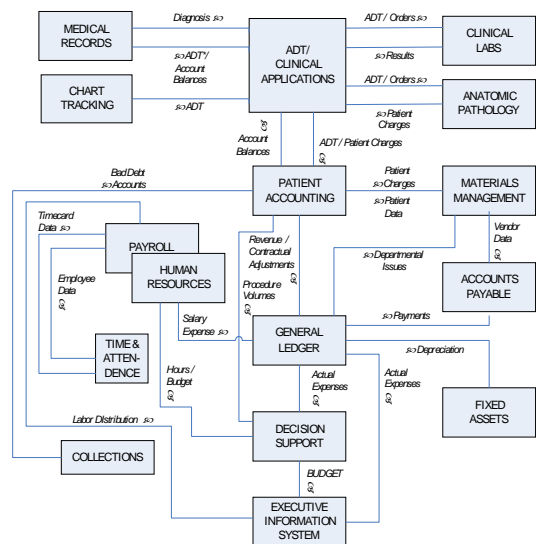 Diagnosis ௐ
MEDICAL
RECORDS
ADT*/
Account
Balances
CHART
TRACKING
ADT
ADT/
CLINICAL
APPLICATIONS
ADT / Orders
Results
CLINICAL
LABS
ADT / Orders
Patient
Charges
ANATOMIC
PATHOLOGY
Account
Balances
ADT / Patient Charges
Bad Debt
Accounts
PATIENT
ACCOUNTING
Patient
Charges
Patient
Data
MATERIALS
MANAGEMENT
Timecard
Data
PAYROLL
HUMAN
RESOURCES
Employee
Data
Revenue /
Contractual
Adjustments
Procedure
Volumes
Departmental
Issues
Vendor
Data
ACCOUNTS
PAYABLE
Salary
Expense
GENERAL
LEDGER
Payments
Depreciation
TIME &
ATTEN-
DENCE
Hours /
Budget
Actual
Expenses
Actual
Expenses
FIXED
ASSETS
Labor DIstribution
DECISION
SUPPORT
COLLECTIONS
BUDGET
EXECUTIVE
INFORMATION
SYSTEM